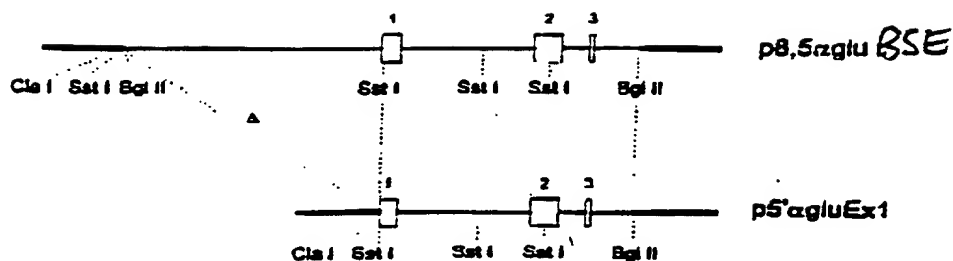 1 2 3
p8,5αglu BSE
Cla I Sst I Bgl II Sst I Sst I Sst I Bgl II
Δ
1 2 3
p5'αgluEx1
Cla I Sst I Sst I Sst I Bgl II